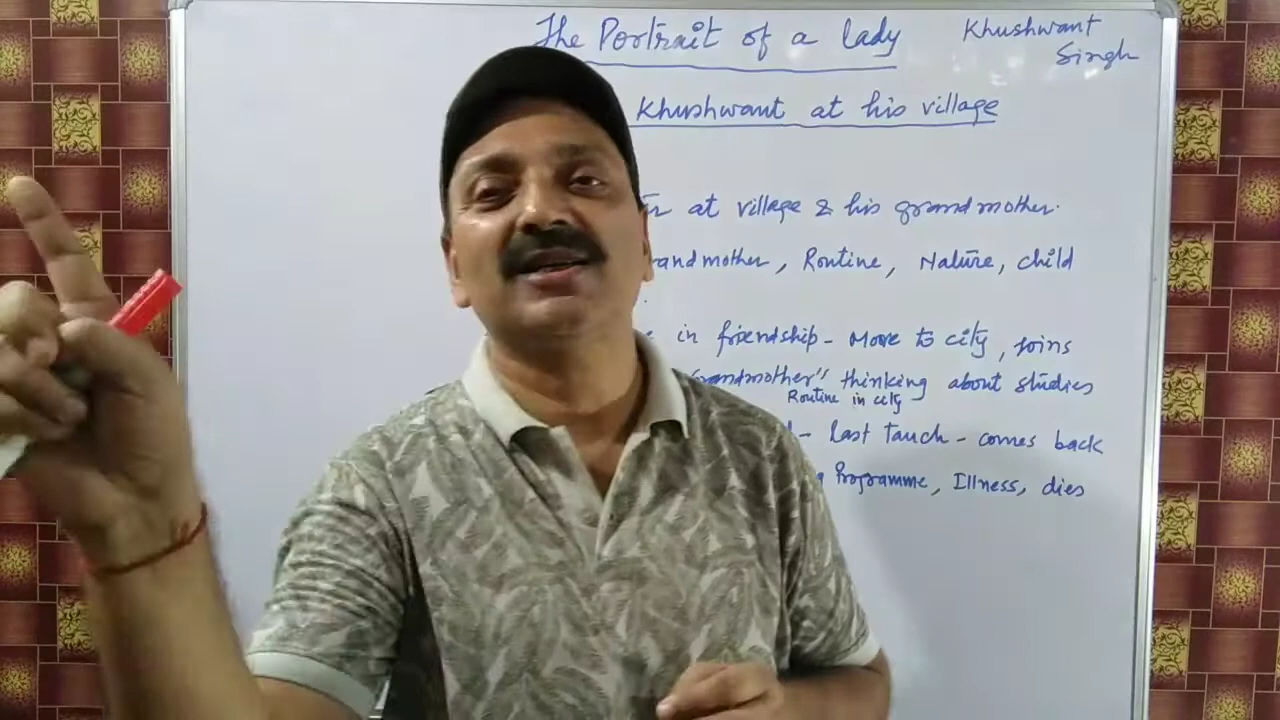 The Portrait of a lady Khushwant
Singh
Khushwant at his village
at village & his grandmother.
randmother, Routine, Nature, child
in friendship - Move to city, joins
Grandmother's thinking about studies
Routine in city
- last touch - comes back
Programme, Illness, dies